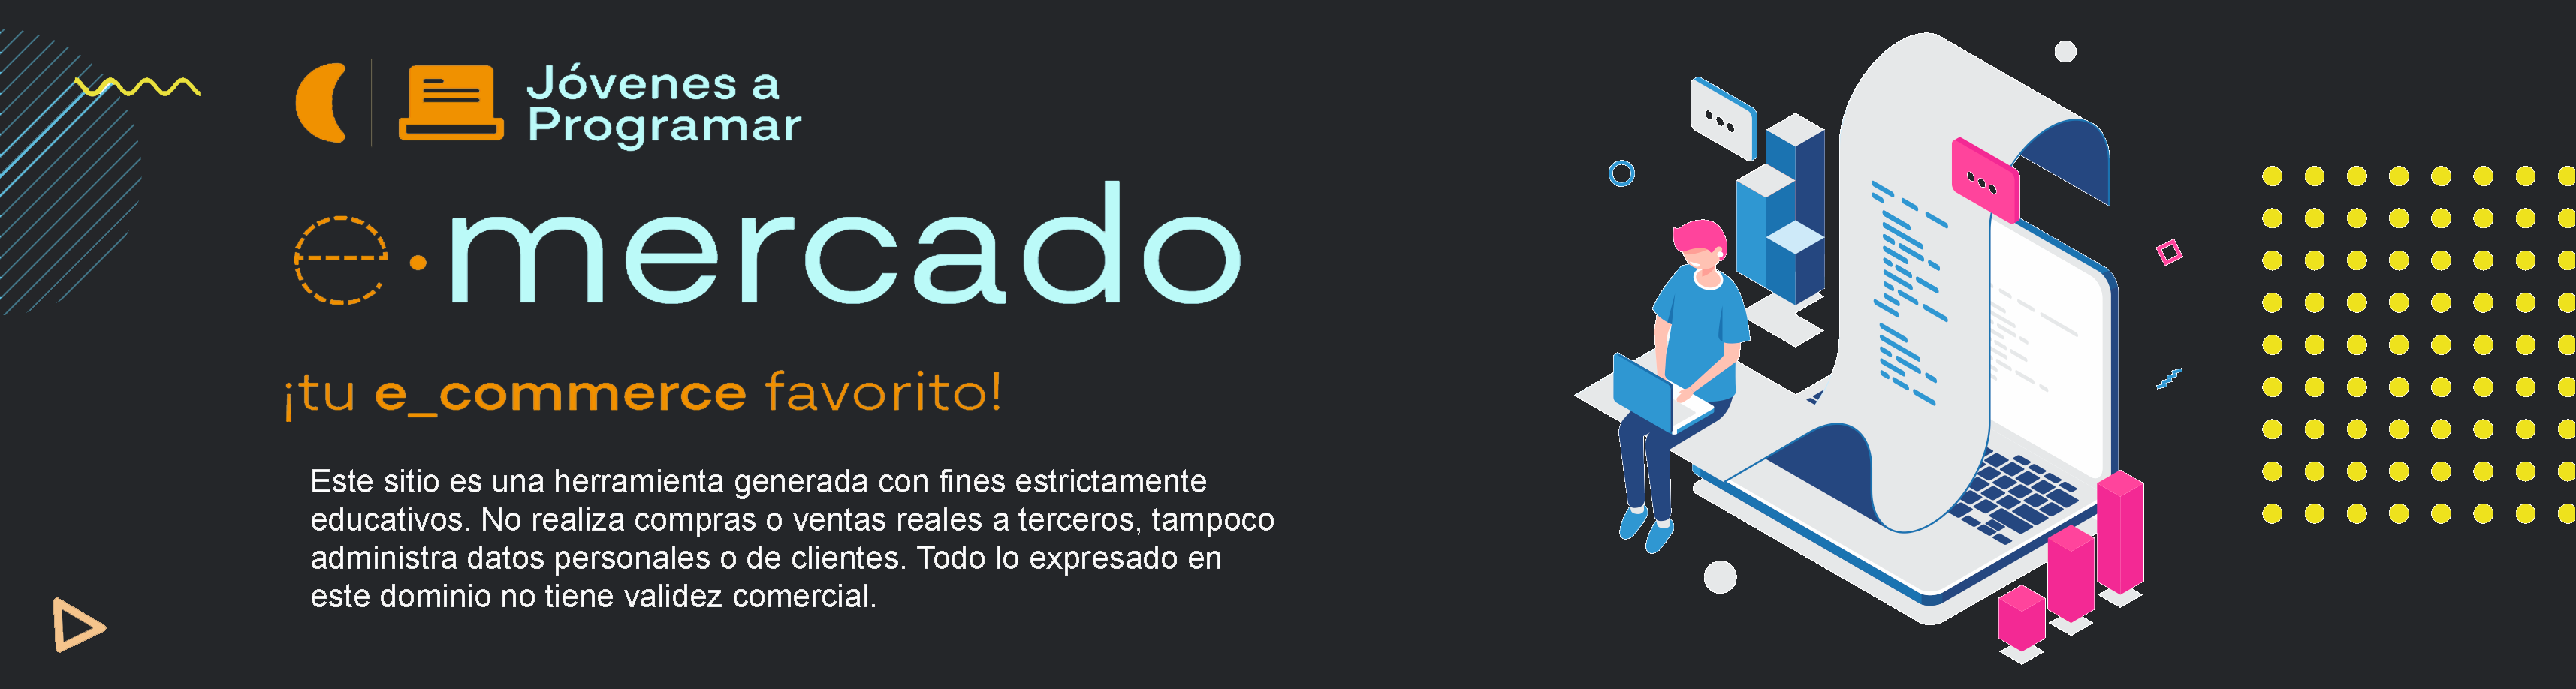 Jóvenes a
Programar
e.mercado
¡tu e_commerce favorito!
Este sitio es una herramienta generada con fines estrictamente
educativos. No realiza compras o ventas reales a terceros, tampoco
administra datos personales o de clientes. Todo lo expresado en
este dominio no tiene validez comercial.